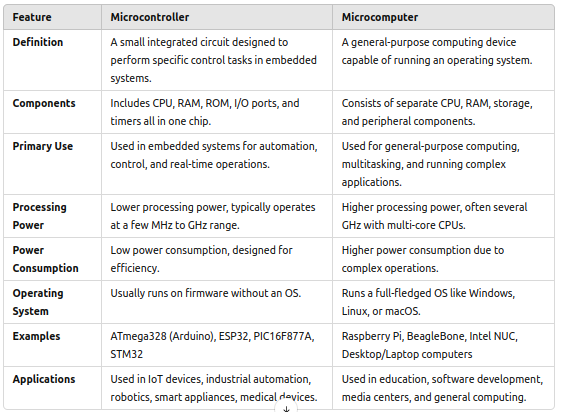 Feature Microcontroller Microcomputer
Definition A small integrated circuit designed to A general-purpose computing device
perform specific control tasks in embedded capable of running an operating system.
systems.
Components Includes CPU, RAM, ROM, I/O ports, and Consists of separate CPU, RAM, storage,
timers all in one chip. and peripheral components.
Primary Use Used in embedded systems for automation, Used for general-purpose computing,
control, and real-time operations. multitasking, and running complex
applications.
Processing Lower processing power, typically operates Higher processing power, often several
Power at a few MHz to GHz range. GHz with multi-core CPUs.
Power Low power consumption, designed for Higher power consumption due to
Consumption efficiency. complex operations.
Operating Usually runs on firmware without an OS. Runs a full-fledged OS like Windows,
System Linux, or macOS.
Examples ATmega328 (Arduino), ESP32, PIC16F877A, Raspberry Pi, BeagleBone, Intel NUC,
STM32 Desktop/Laptop computers
Applications Used in IoT devices, industrial automation, Used in education, software development,
robotics, smart appliances, medical devices. media centers, and general computing.